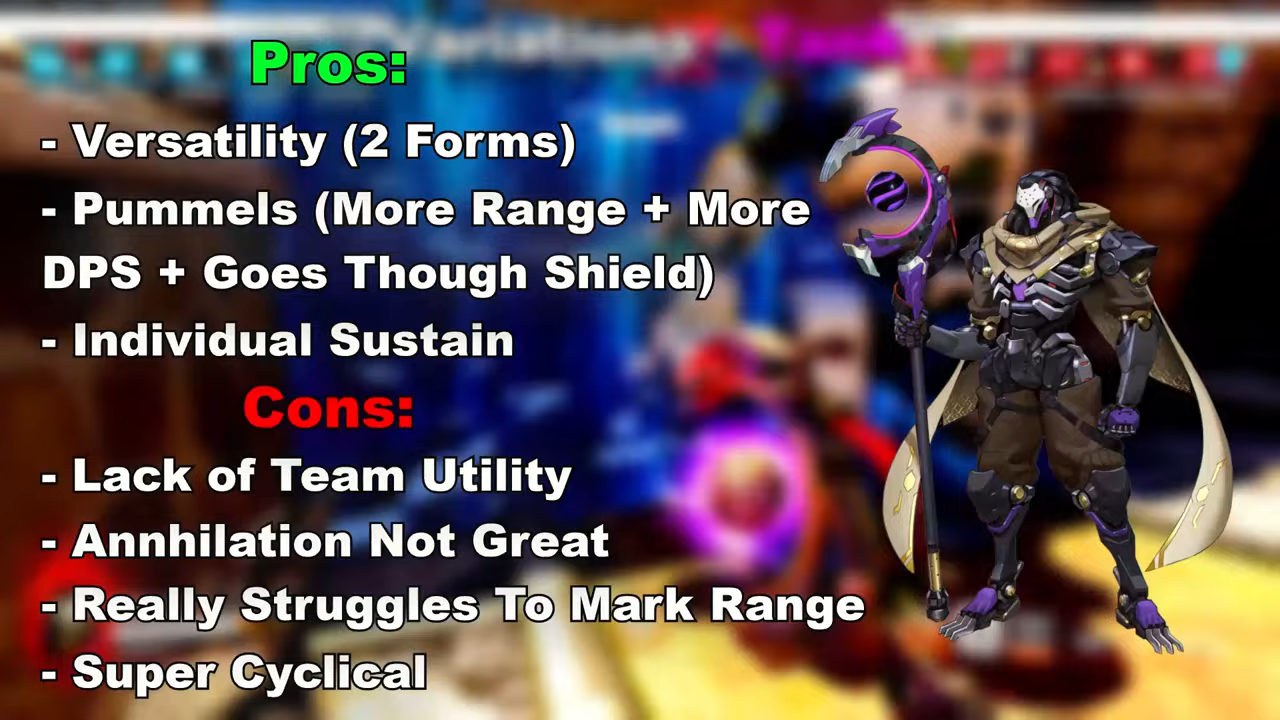 Pros:
- Versatility (2 Forms)
- Pummels (More Range + More
DPS + Goes Though Shield)
- Individual Sustain
Cons:
- Lack of Team Utility
- Annhilation Not Great
- Really Struggles To Mark Range
- Super Cyclical